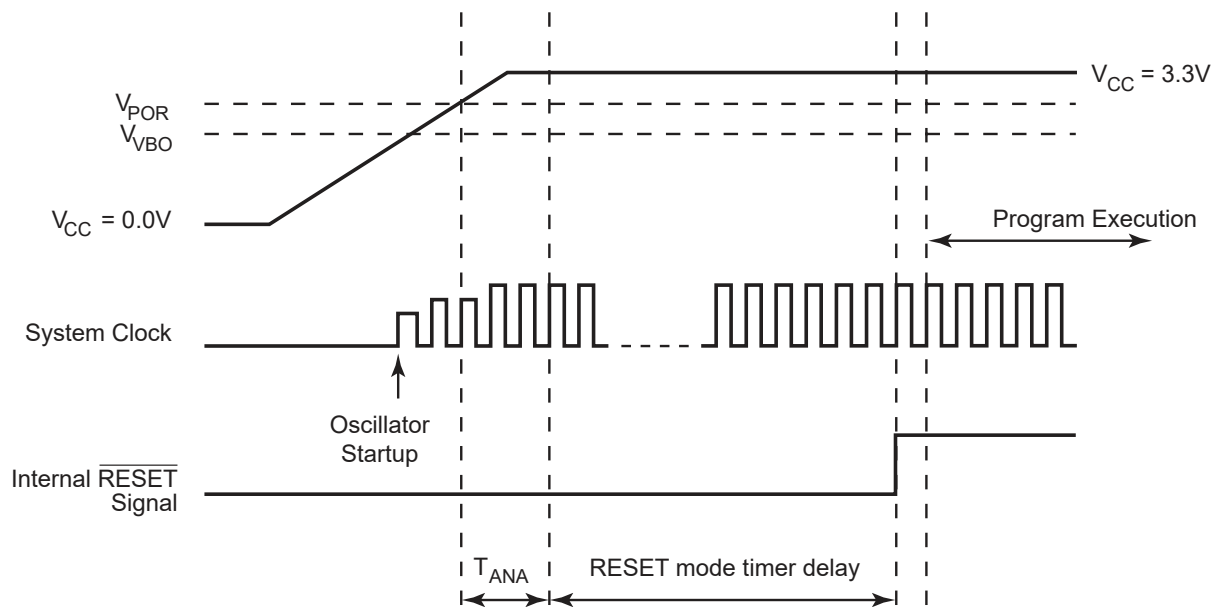 V_CC = 3.3V
V_POR
V_VBO
V_CC = 0.0V
Program Execution
System Clock
Oscillator
Startup
Internal R̅E̅S̅E̅T̅
Signal
T_ANA
RESET mode timer delay